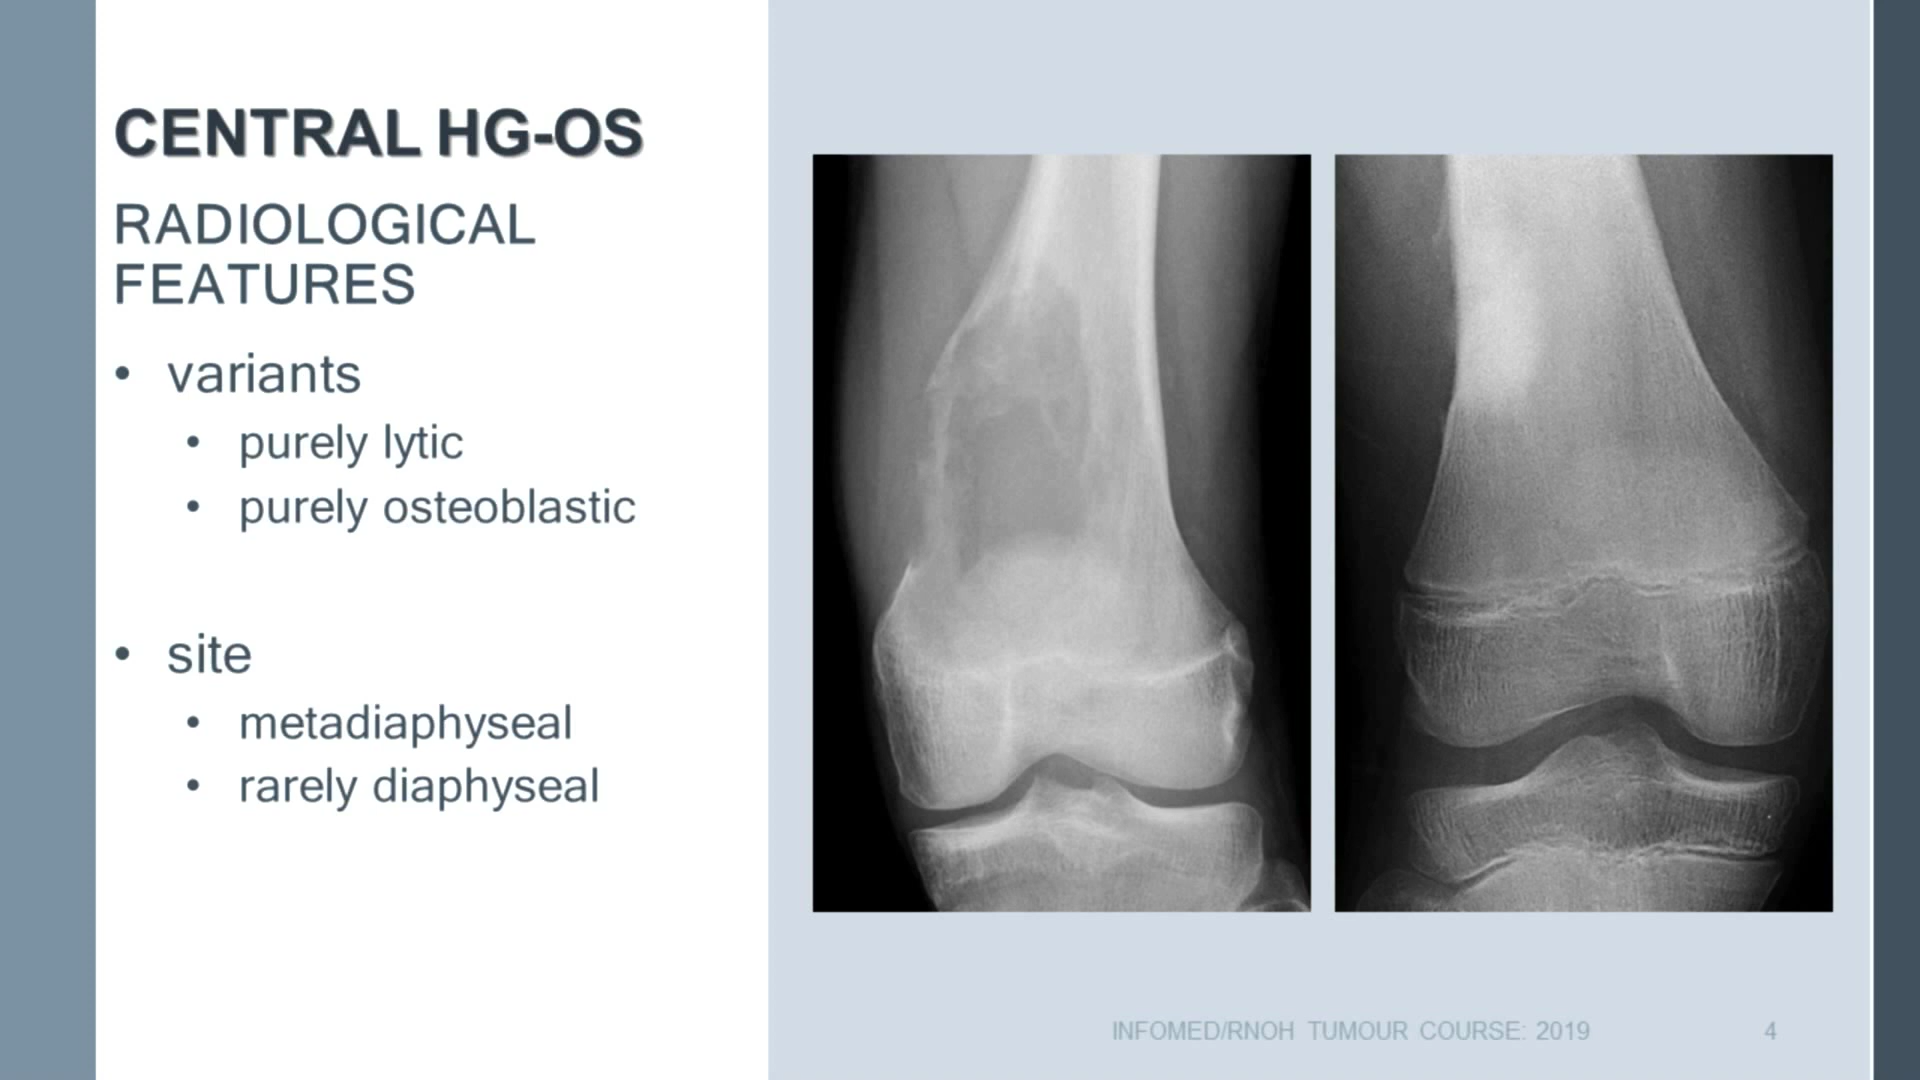 CENTRAL HG-OS
RADIOLOGICAL
FEATURES
• variants
• purely lytic
• purely osteoblastic
• site
• metadiaphyseal
• rarely diaphyseal
INFOMED/RNOH TUMOUR COURSE: 2019
4